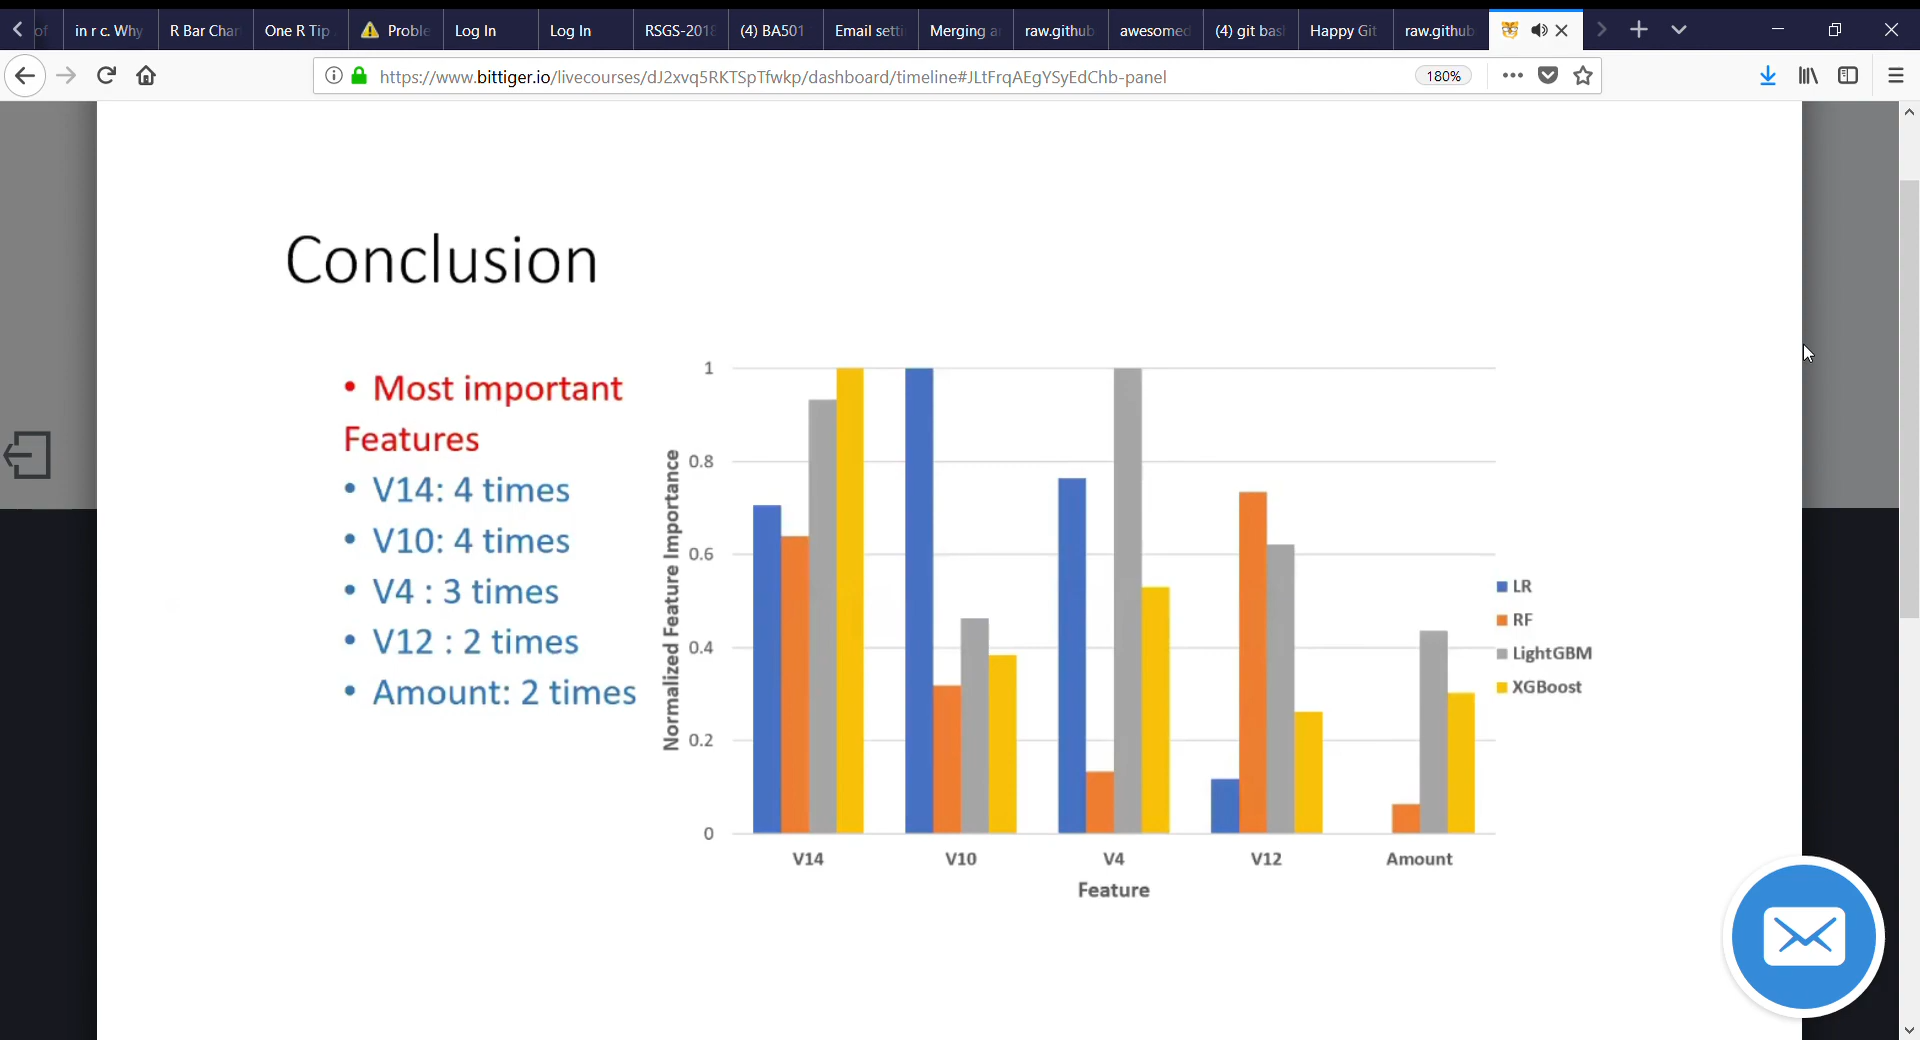 of
in r c. Why
R Bar Char
One R Tip
Proble
Log In
Log In
RSGS-2018
(4) BA501
Email setti
Merging a
raw.github
awesomed
(4) git bas
Happy Git
raw.github
https://www.bittiger.io/livecourses/dJ2xvq5RKTSpTfwkp/dashboard/timeline#JLtFrqAEgYSyEdChb-panel
180%
Conclusion
• Most important
Features
• V14: 4 times
• V10: 4 times
• V4 : 3 times
• V12 : 2 times
• Amount: 2 times
Normalized Feature Importance
1
0.8
0.6
0.4
0.2
0
V14
V10
V4
V12
Amount
Feature
LR
RF
LightGBM
XGBoost